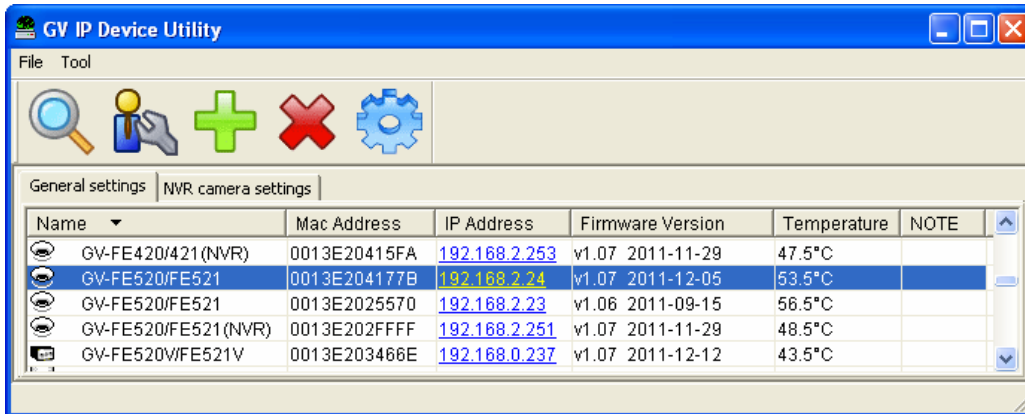 GV IP Device Utility
File Tool
General settings NVR camera settings
Name Mac Address IP Address Firmware Version Temperature NOTE
GV-FE420/421(NVR) 0013E20415FA 192.168.2.253 v1.07 2011-11-29 47.5°C
GV-FE520/FE521 0013E204177B 192.168.2.24 v1.07 2011-12-05 53.5°C
GV-FE520/FE521 0013E2025570 192.168.2.23 v1.06 2011-09-15 56.5°C
GV-FE520/FE521(NVR) 0013E202FFFF 192.168.2.251 v1.07 2011-11-29 48.5°C
GV-FE520V/FE521V 0013E203466E 192.168.0.237 v1.07 2011-12-12 43.5°C